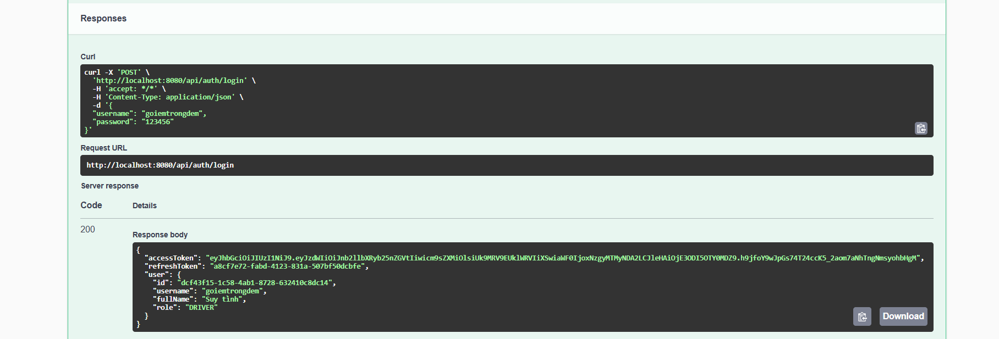 Responses
Curl
curl -X 'POST' \
  'http://localhost:8080/api/auth/login' \
  -H 'accept: */*' \
  -H 'Content-Type: application/json' \
  -d '{
  "username": "goiemtrongdem",
  "password": "123456"
}'
Request URL
http://localhost:8080/api/auth/login
Server response
Code Details
200
Response body
{
  "accessToken": "eyJhbGciOiJIUzI1NiJ9.eyJzdWIiOiJnb2llbXRyb25nZGVtIiwicm9sZXMiOlsiUk9MRV9EUklWRVIiXSwiaWF0IjoxNzgyMTMyNDA2LCJleHAiOjE3ODI5OTY0MDZ9.h9jfoY9wJpGs74T24ccK5_2aom7aNhTngNmsyohbHgM",
  "refreshToken": "a8cf7e72-fabd-4123-831a-507bf50dcbfe",
  "user": {
    "id": "dcf43f15-1c58-4ab1-8728-632410c8dc14",
    "username": "goiemtrongdem",
    "fullName": "Suy tình",
    "role": "DRIVER"
  }
}
Download